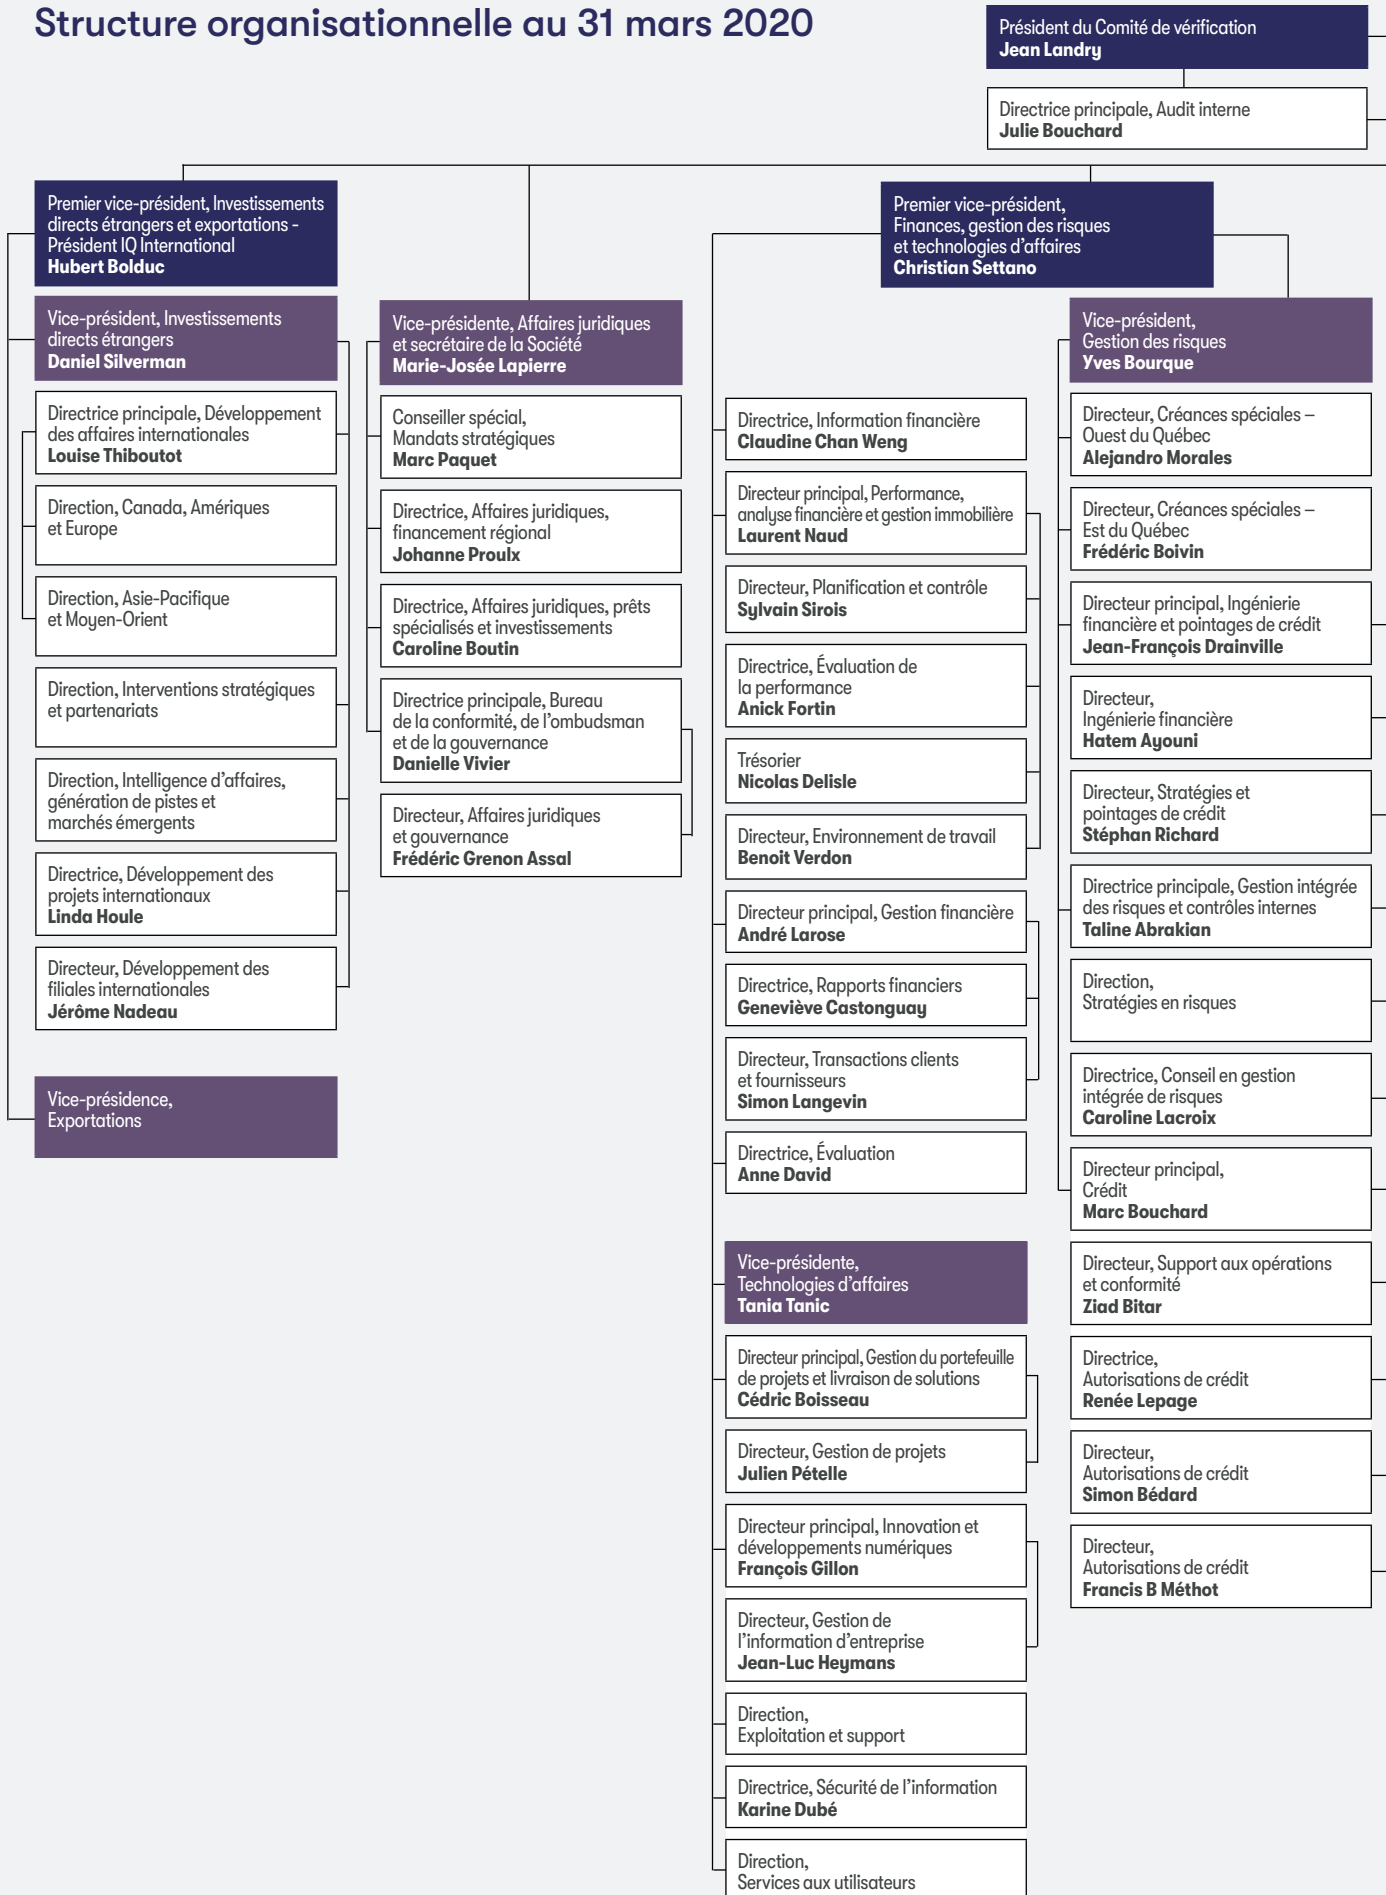 Structure organisationnelle au 31 mars 2020
Président du Comité de vérification
Jean Landry
Directrice principale, Audit interne
Julie Bouchard
Premier vice-président, Investissements
directs étrangers et exportations -
Président IQ International
Hubert Bolduc
Vice-président, Investissements
directs étrangers
Daniel Silverman
Directrice principale, Développement
des affaires internationales
Louise Thiboutot
Direction, Canada, Amériques
et Europe
Direction, Asie-Pacifique
et Moyen-Orient
Direction, Interventions stratégiques
et partenariats
Direction, Intelligence d’affaires,
génération de pistes et
marchés émergents
Directrice, Développement des
projets internationaux
Linda Houle
Directeur, Développement des
filiales internationales
Jérôme Nadeau
Vice-présidence,
Exportations
Vice-présidente, Affaires juridiques
et secrétaire de la Société
Marie-Josée Lapierre
Conseiller spécial,
Mandats stratégiques
Marc Paquet
Directrice, Affaires juridiques,
financement régional
Johanne Proulx
Directrice, Affaires juridiques, prêts
spécialisés et investissements
Caroline Boutin
Directrice principale, Bureau
de la conformité, de l’ombudsman
et de la gouvernance
Danielle Vivier
Directeur, Affaires juridiques
et gouvernance
Frédéric Grenon Assal
Premier vice-président,
Finances, gestion des risques
et technologies d’affaires
Christian Settano
Directrice, Information financière
Claudine Chan Weng
Directeur principal, Performance,
analyse financière et gestion immobilière
Laurent Naud
Directeur, Planification et contrôle
Sylvain Sirois
Directrice, Évaluation de
la performance
Anick Fortin
Trésorier
Nicolas Delisle
Directeur, Environnement de travail
Benoit Verdon
Directeur principal, Gestion financière
André Larose
Directrice, Rapports financiers
Geneviève Castonguay
Directeur, Transactions clients
et fournisseurs
Simon Langevin
Directrice, Évaluation
Anne David
Vice-présidente,
Technologies d’affaires
Tania Tanic
Directeur principal, Gestion du portefeuille
de projets et livraison de solutions
Cédric Boisseau
Directeur, Gestion de projets
Julien Pételle
Directeur principal, Innovation et
développements numériques
François Gillon
Directeur, Gestion de
l’information d’entreprise
Jean-Luc Heymans
Direction,
Exploitation et support
Directrice, Sécurité de l’information
Karine Dubé
Direction,
Services aux utilisateurs
Vice-président,
Gestion des risques
Yves Bourque
Directeur, Créances spéciales –
Ouest du Québec
Alejandro Morales
Directeur, Créances spéciales –
Est du Québec
Frédéric Boivin
Directeur principal, Ingénierie
financière et pointages de crédit
Jean-François Drainville
Directeur,
Ingénierie financière
Hatem Ayouni
Directeur, Stratégies et
pointages de crédit
Stéphan Richard
Directrice principale, Gestion intégrée
des risques et contrôles internes
Taline Abrakian
Direction,
Stratégies en risques
Directrice, Conseil en gestion
intégrée de risques
Caroline Lacroix
Directeur principal,
Crédit
Marc Bouchard
Directeur, Support aux opérations
et conformité
Ziad Bitar
Directrice,
Autorisations de crédit
Renée Lepage
Directeur,
Autorisations de crédit
Simon Bédard
Directeur,
Autorisations de crédit
Francis B Méthot